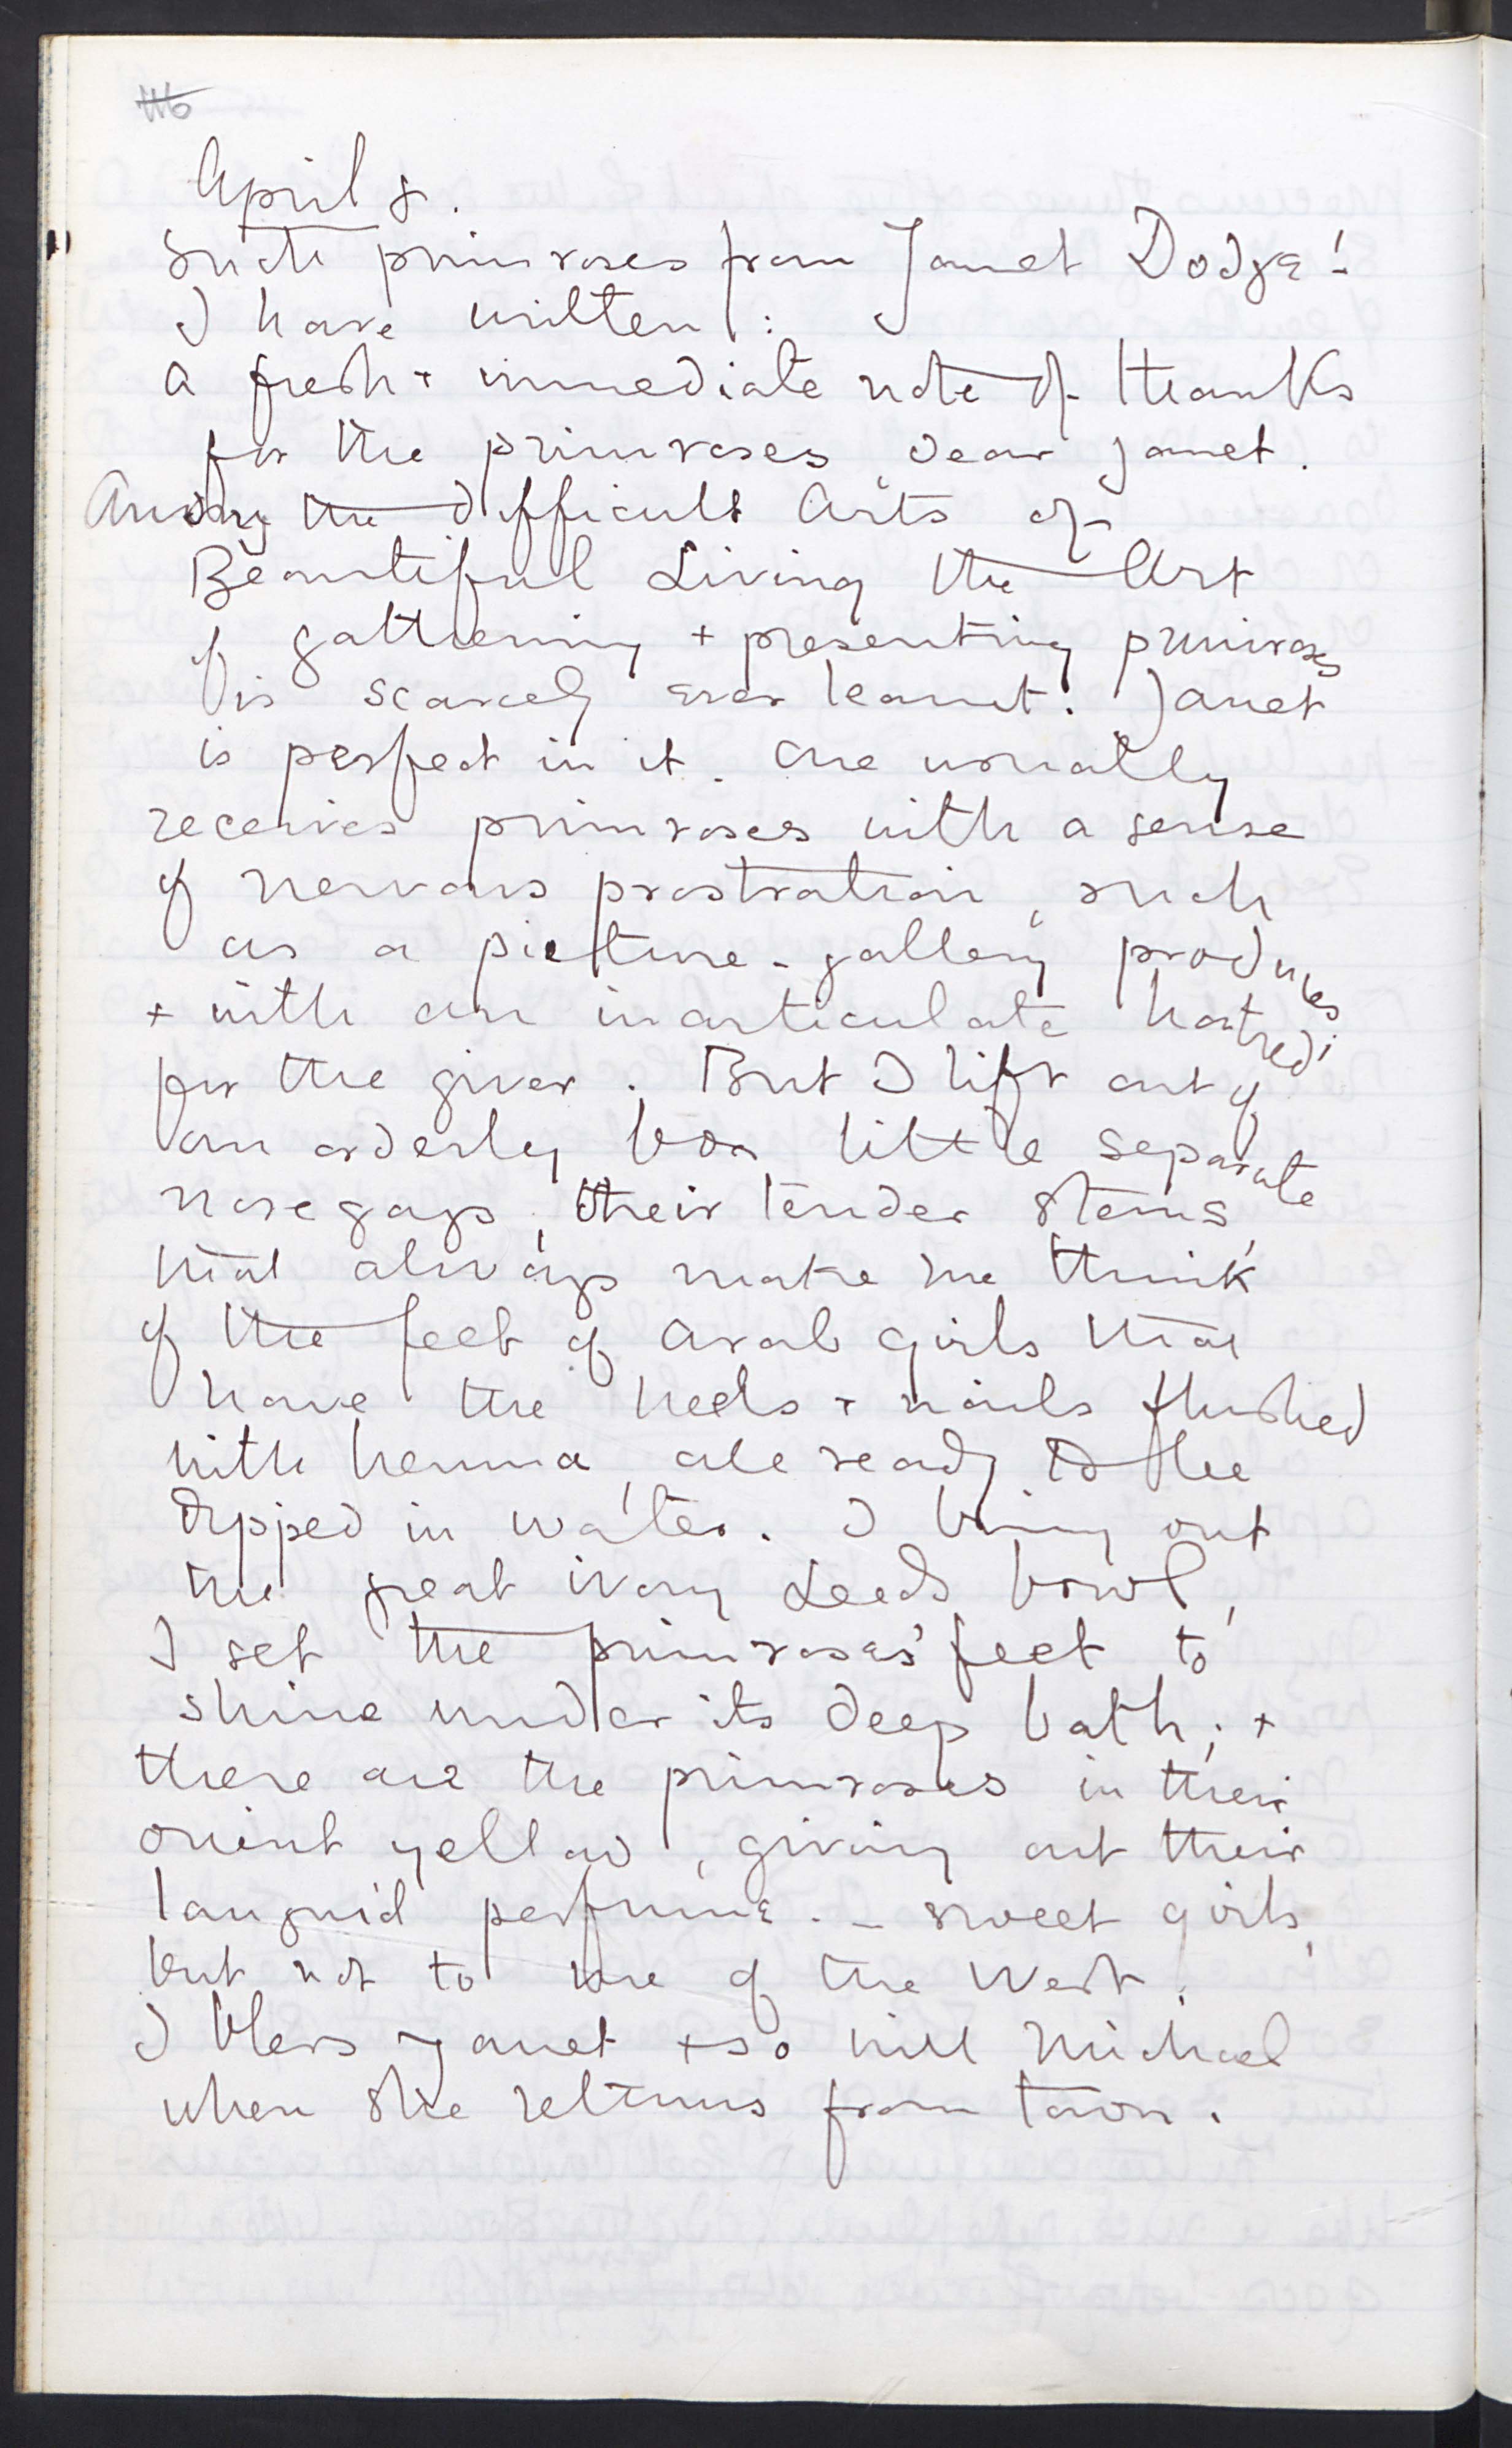 April 8.
Such primroses from Janet Dodge!
I have written:
A fresh + immediate note of thanks
for the primroses dear Janet.
Among the difficult Arts of
Beautiful Living the Art
of gathering + presenting primroses
is scarcely ever learnt. Janet
is perfect in it. One usually
receives primroses with a sense
of nervous prostration, such
as a picture-gallery produces
+ with an inarticulate hatred
for the giver. But I lift out of
an orderly box little separate
nosegays, their tender stems,
that always make me think
of the feet of Arab girls that
have the heels + nails flushed
with henna, all ready to be
dipped in water. I bring out
the great ivory Leeds bowl,
I set the primroses' feet to
shine under its deep bath; +
there are the primroses in their
orient yellow, giving out their
languid perfume. - sweet girls,
but not to me of the West.
I bless Janet + so will Michael
when she returns from town.